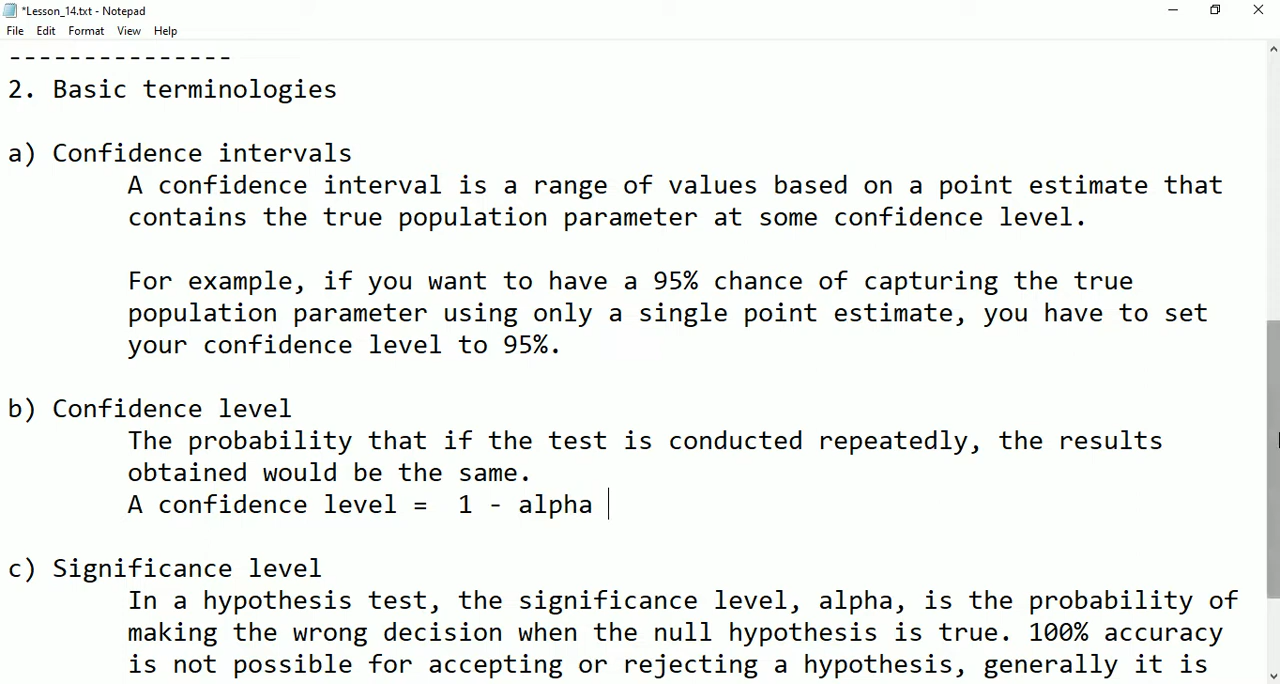 *Lesson_14.txt - Notepad
File Edit Format View Help
---------------
2. Basic terminologies
a) Confidence intervals
A confidence interval is a range of values based on a point estimate that
contains the true population parameter at some confidence level.
For example, if you want to have a 95% chance of capturing the true
population parameter using only a single point estimate, you have to set
your confidence level to 95%.
b) Confidence level
The probability that if the test is conducted repeatedly, the results
obtained would be the same.
A confidence level =  1 - alpha
c) Significance level
In a hypothesis test, the significance level, alpha, is the probability of
making the wrong decision when the null hypothesis is true. 100% accuracy
is not possible for accepting or rejecting a hypothesis, generally it is